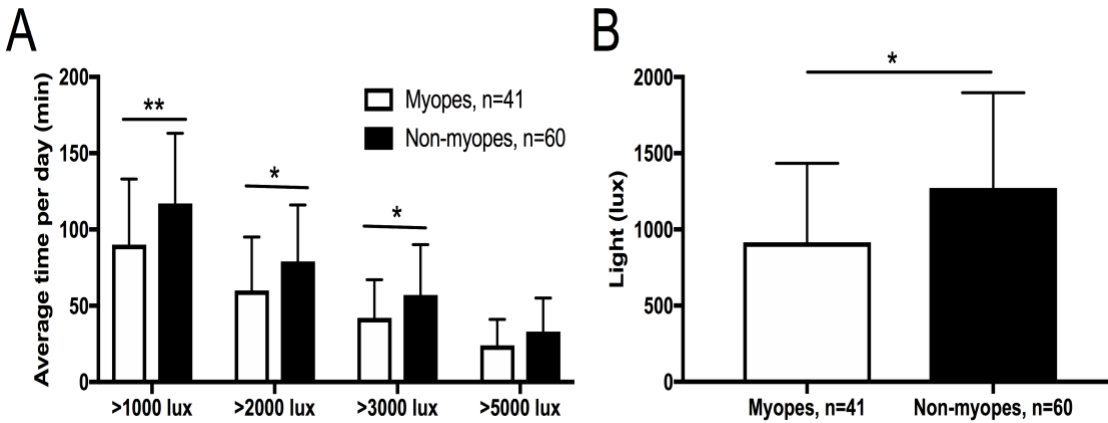 A
Average time per day (min)
200
150
100
50
0
**
*
*
Myopes, n=41
Non-myopes, n=60
>1000 lux
>2000 lux
>3000 lux
>5000 lux
B
Light (lux)
2000
1500
1000
500
0
*
Myopes, n=41
Non-myopes, n=60